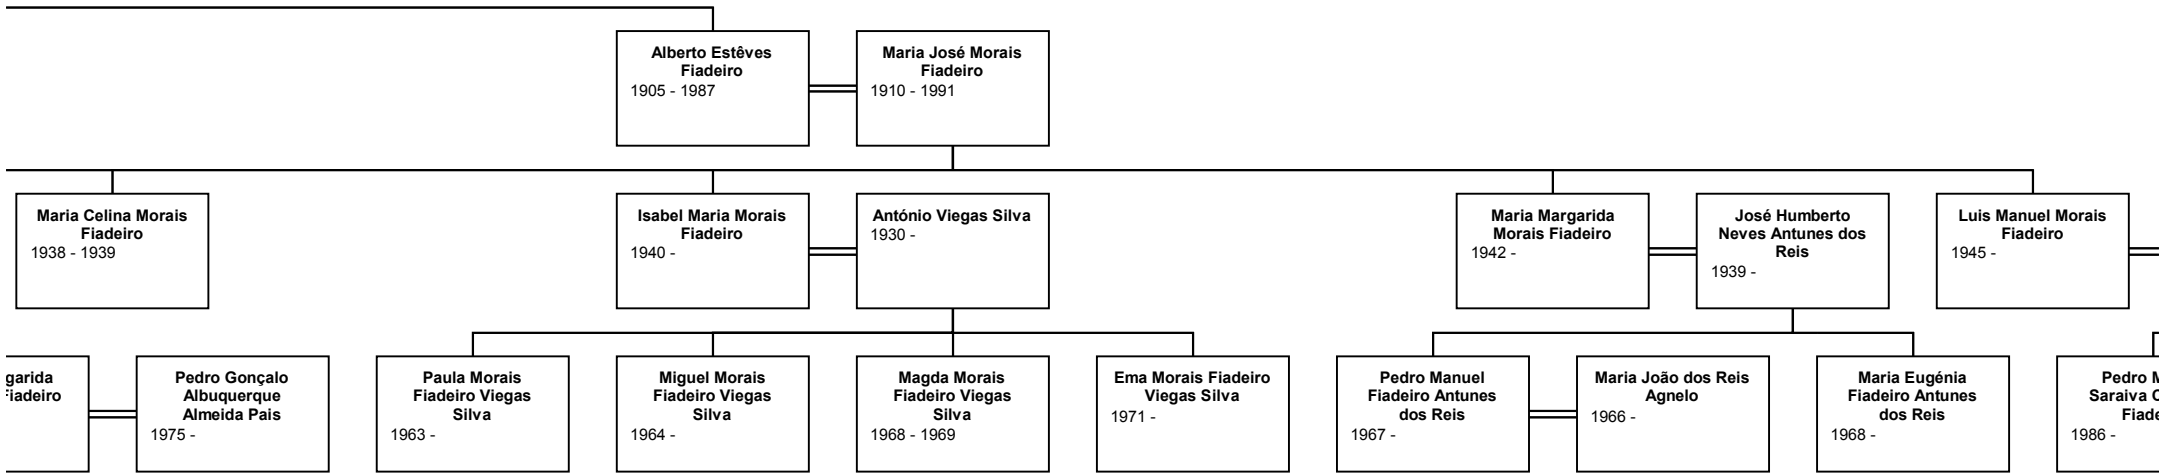 Alberto Estêves
Fiadeiro
1905 - 1987
Maria José Morais
Fiadeiro
1910 - 1991
Maria Celina Morais
Fiadeiro
1938 - 1939
Isabel Maria Morais
Fiadeiro
1940 -
António Viegas Silva
1930 -
Maria Margarida
Morais Fiadeiro
1942 -
José Humberto
Neves Antunes dos
Reis
1939 -
Luis Manuel Morais
Fiadeiro
1945 -
garida
Fiadeiro
Pedro Gonçalo
Albuquerque
Almeida Pais
1975 -
Paula Morais
Fiadeiro Viegas
Silva
1963 -
Miguel Morais
Fiadeiro Viegas
Silva
1964 -
Magda Morais
Fiadeiro Viegas
Silva
1968 - 1969
Ema Morais Fiadeiro
Viegas Silva
1971 -
Pedro Manuel
Fiadeiro Antunes
dos Reis
1967 -
Maria João dos Reis
Agnelo
1966 -
Maria Eugénia
Fiadeiro Antunes
dos Reis
1968 -
Pedro
Saraiva
Fiade
1986 -